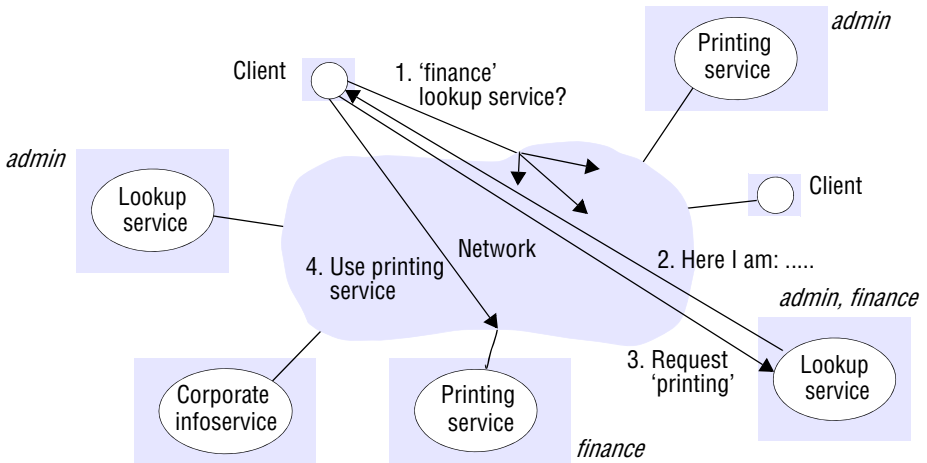 admin
Printing
service
Client
1. ‘finance’
lookup service?
admin
Lookup
service
Client
Network
2. Here I am: .....
4. Use printing
service
admin, finance
3. Request
‘printing’
Lookup
service
Corporate
infoservice
Printing
service
finance